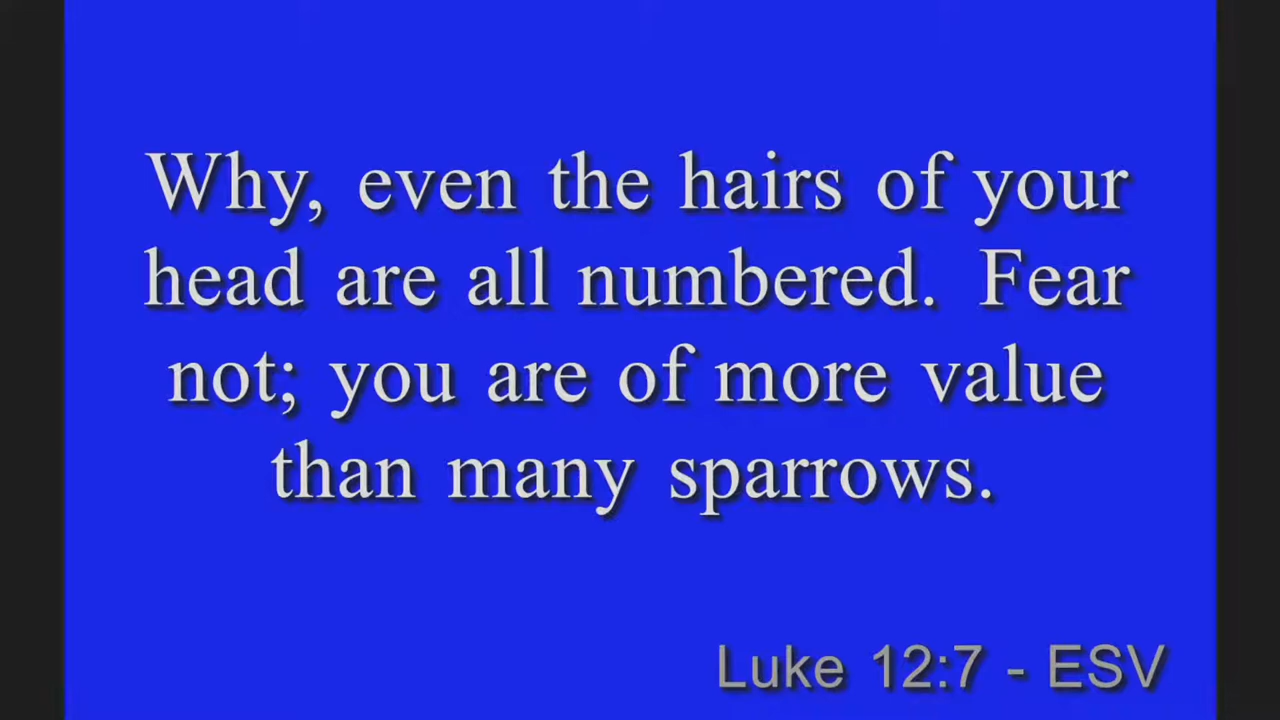 Why, even the hairs of your
head are all numbered. Fear
not; you are of more value
than many sparrows.
Luke 12:7 - ESV